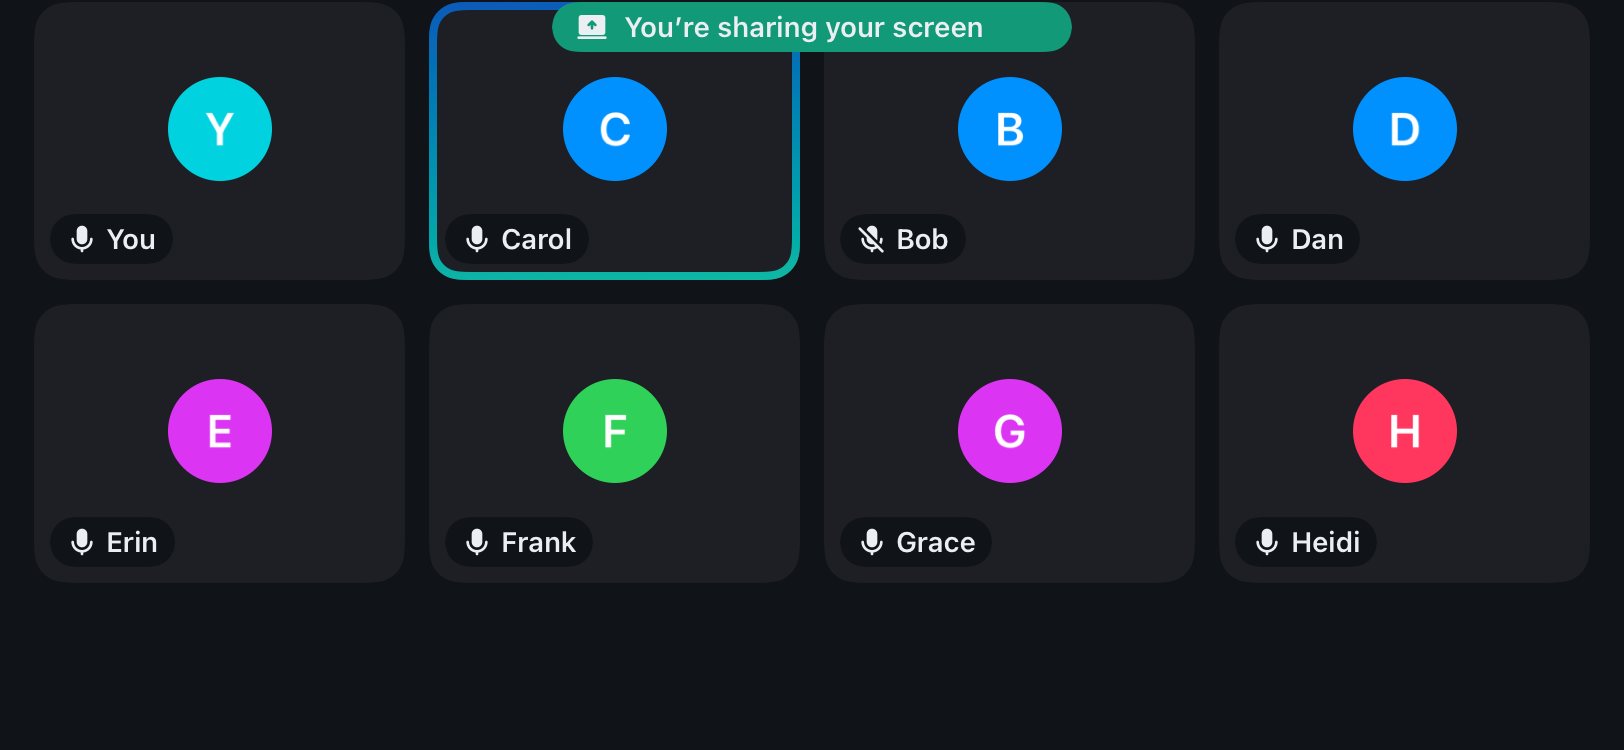 You’re sharing your screen
Y
C
B
D
You
Carol
Bob
Dan
E
F
G
H
Erin
Frank
Grace
Heidi